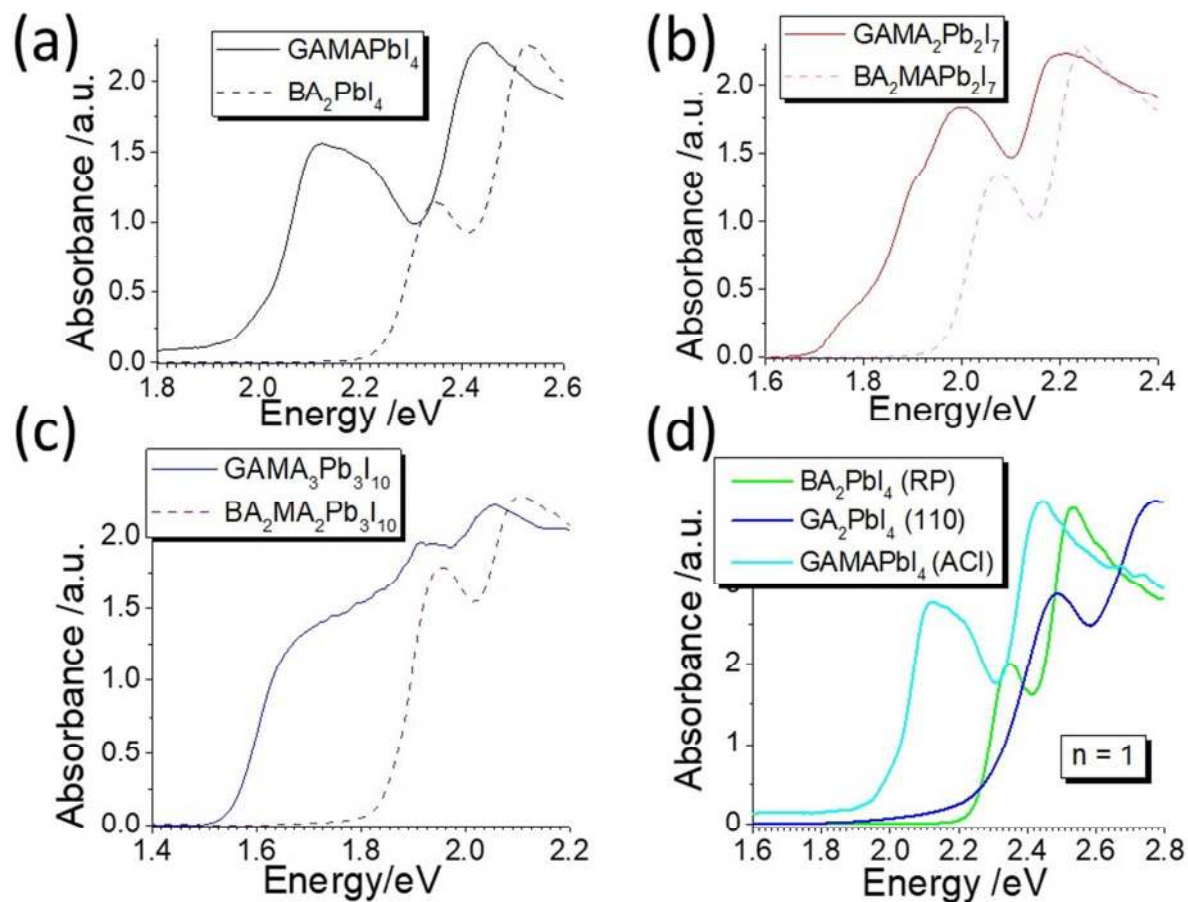 (a)
GAMAPbI₄
BA₂PbI₄
Absorbance /a.u.
2.0
1.5
1.0
0.5
0.0
1.8 2.0 2.2 2.4 2.6
Energy /eV
(b)
GAMA₂Pb₂I₇
BA₂MAPb₂I₇
Absorbance /a.u.
2.0
1.5
1.0
0.5
0.0
1.6 1.8 2.0 2.2 2.4
Energy/eV
(c)
GAMA₃Pb₃I₁₀
BA₂MA₂Pb₃I₁₀
Absorbance /a.u.
2.0
1.5
1.0
0.5
0.0
1.4 1.6 1.8 2.0 2.2
Energy/eV
(d)
BA₂PbI₄ (RP)
GA₂PbI₄ (110)
GAMAPbI₄ (ACI)
Absorbance /a.u.
2
1
0
n = 1
1.6 1.8 2.0 2.2 2.4 2.6 2.8
Energy /eV